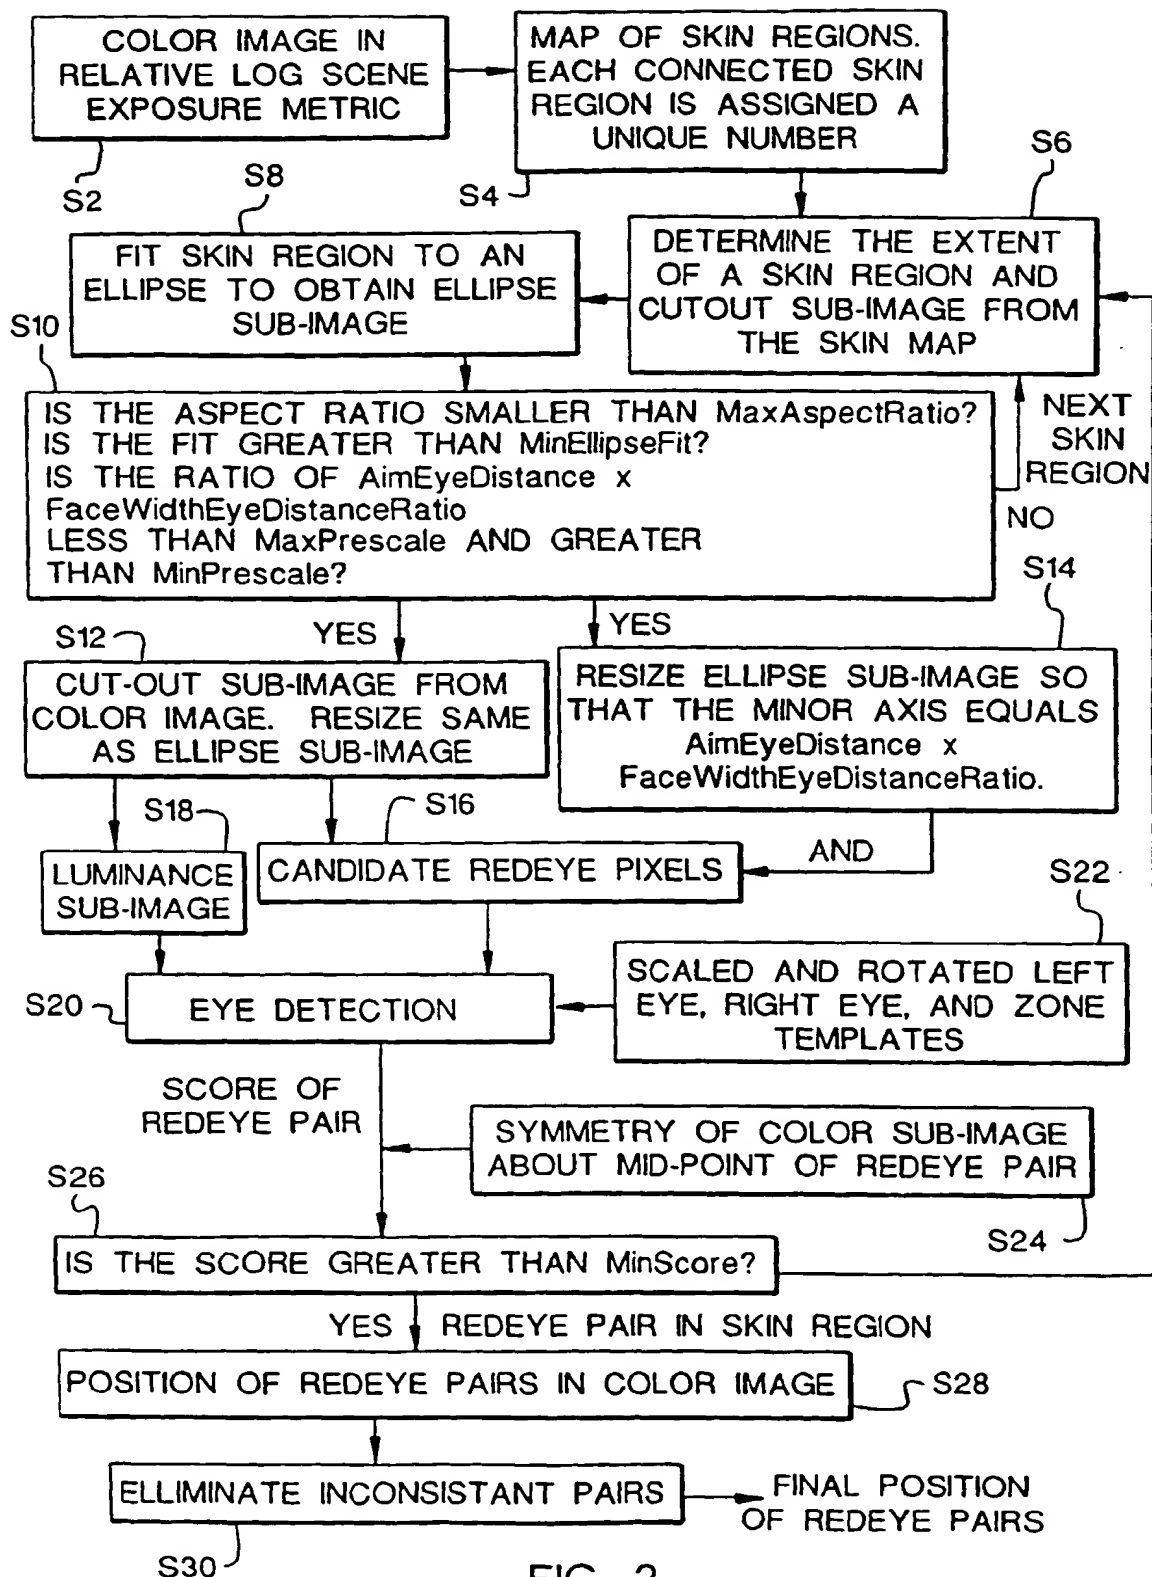 COLOR IMAGE IN
RELATIVE LOG SCENE
EXPOSURE METRIC
S2
MAP OF SKIN REGIONS.
EACH CONNECTED SKIN
REGION IS ASSIGNED A
UNIQUE NUMBER
S4
S6
DETERMINE THE EXTENT
OF A SKIN REGION AND
CUTOUT SUB-IMAGE FROM
THE SKIN MAP
S8
FIT SKIN REGION TO AN
ELLIPSE TO OBTAIN ELLIPSE
SUB-IMAGE
S10
IS THE ASPECT RATIO SMALLER THAN MaxAspectRatio?
IS THE FIT GREATER THAN MinEllipseFit?
IS THE RATIO OF AimEyeDistance x
FaceWidthEyeDistanceRatio
LESS THAN MaxPrescale AND GREATER
THAN MinPrescale?
NEXT
SKIN
REGION
NO
YES
YES
S12
CUT-OUT SUB-IMAGE FROM
COLOR IMAGE. RESIZE SAME
AS ELLIPSE SUB-IMAGE
S14
RESIZE ELLIPSE SUB-IMAGE SO
THAT THE MINOR AXIS EQUALS
AimEyeDistance x
FaceWidthEyeDistanceRatio.
S18
LUMINANCE
SUB-IMAGE
S16
CANDIDATE REDEYE PIXELS
AND
S22
SCALED AND ROTATED LEFT
EYE, RIGHT EYE, AND ZONE
TEMPLATES
S20
EYE DETECTION
SCORE OF
REDEYE PAIR
SYMMETRY OF COLOR SUB-IMAGE
ABOUT MID-POINT OF REDEYE PAIR
S24
S26
IS THE SCORE GREATER THAN MinScore?
YES
REDEYE PAIR IN SKIN REGION
POSITION OF REDEYE PAIRS IN COLOR IMAGE
S28
ELLIMINATE INCONSISTANT PAIRS
S30
FINAL POSITION
OF REDEYE PAIRS
FIG. 2